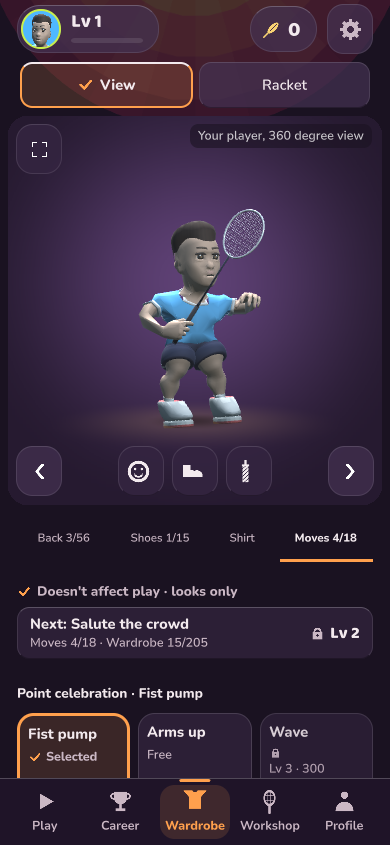 Lv 1
0
View
Racket
Your player, 360 degree view
Back 3/56
Shoes 1/15
Shirt
Moves 4/18
Doesn't affect play · looks only
Next: Salute the crowd
Moves 4/18 · Wardrobe 15/205
Lv 2
Point celebration · Fist pump
Fist pump
Selected
Arms up
Free
Wave
Lv 3 · 300
Play
Career
Wardrobe
Workshop
Profile